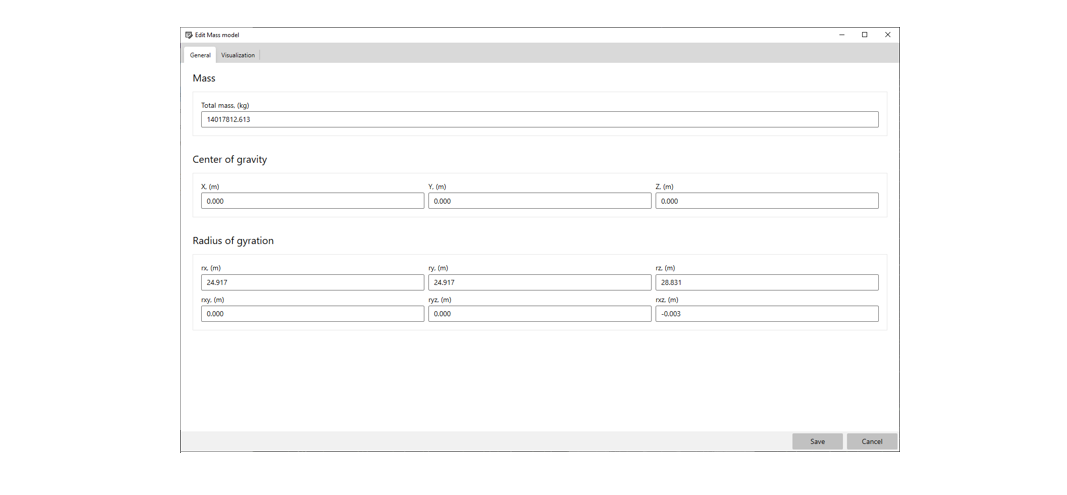 Edit Mass model
General Visualization
Mass
Total mass, (kg)
14017812.613
Center of gravity
X, (m) Y, (m) Z, (m)
0.000 0.000 0.000
Radius of gyration
rx, (m) ry, (m) rz, (m)
24.917 24.917 28.831
rxy, (m) ryz, (m) rxz, (m)
0.000 0.000 -0.003
Save Cancel